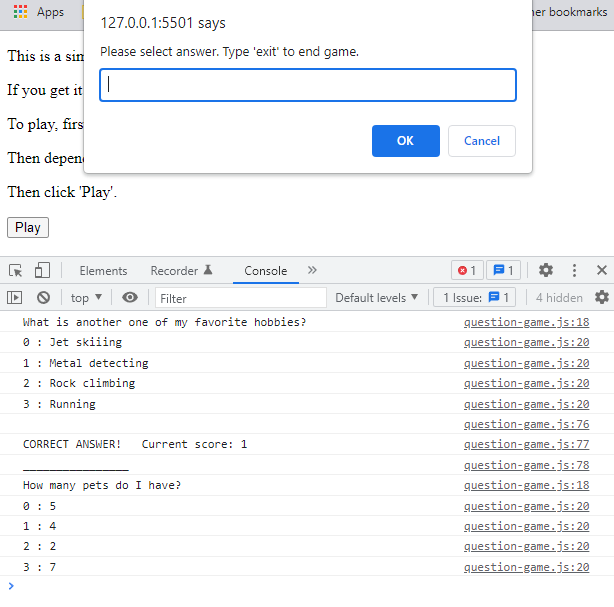 Apps
her bookmarks
127.0.0.1:5501 says
Please select answer. Type 'exit' to end game.
OK
Cancel
This is a sim
If you get it
To play, firs
Then depen
Then click 'Play'.
Play
Elements
Recorder
Console
1
1
top
Filter
Default levels
1 Issue:
1
4 hidden
What is another one of my favorite hobbies? question-game.js:18
0 : Jet skiiing question-game.js:20
1 : Metal detecting question-game.js:20
2 : Rock climbing question-game.js:20
3 : Running question-game.js:20
question-game.js:76
CORRECT ANSWER!   Current score: 1 question-game.js:77
________________ question-game.js:78
How many pets do I have? question-game.js:18
0 : 5 question-game.js:20
1 : 4 question-game.js:20
2 : 2 question-game.js:20
3 : 7 question-game.js:20